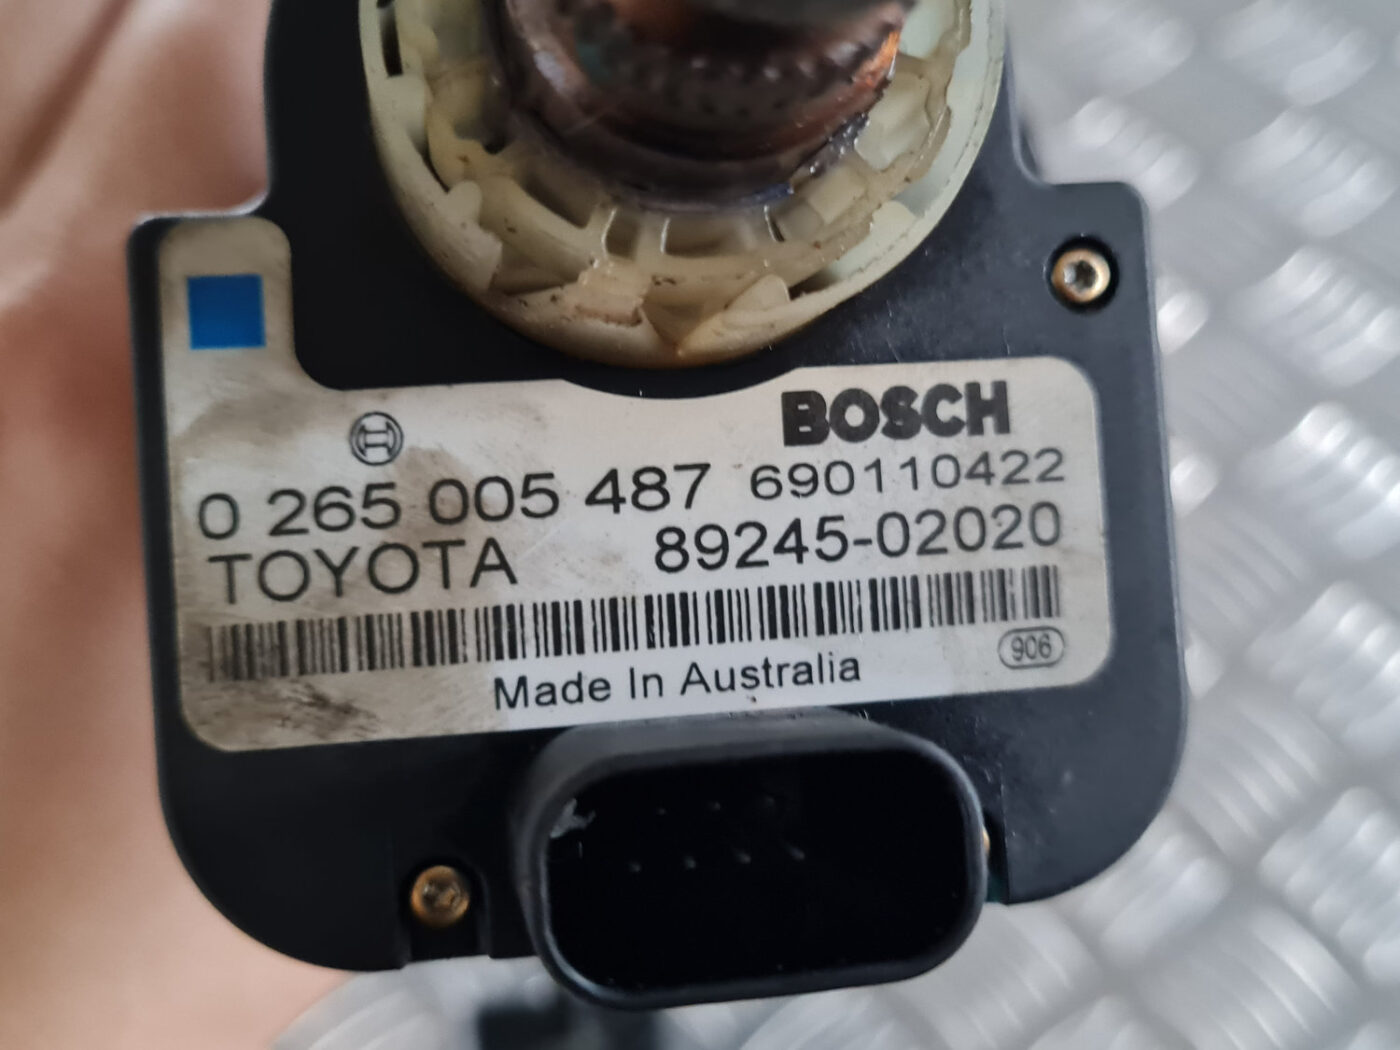 BOSCH
0 265 005 487 690110422
TOYOTA 89245-02020
906
Made In Australia